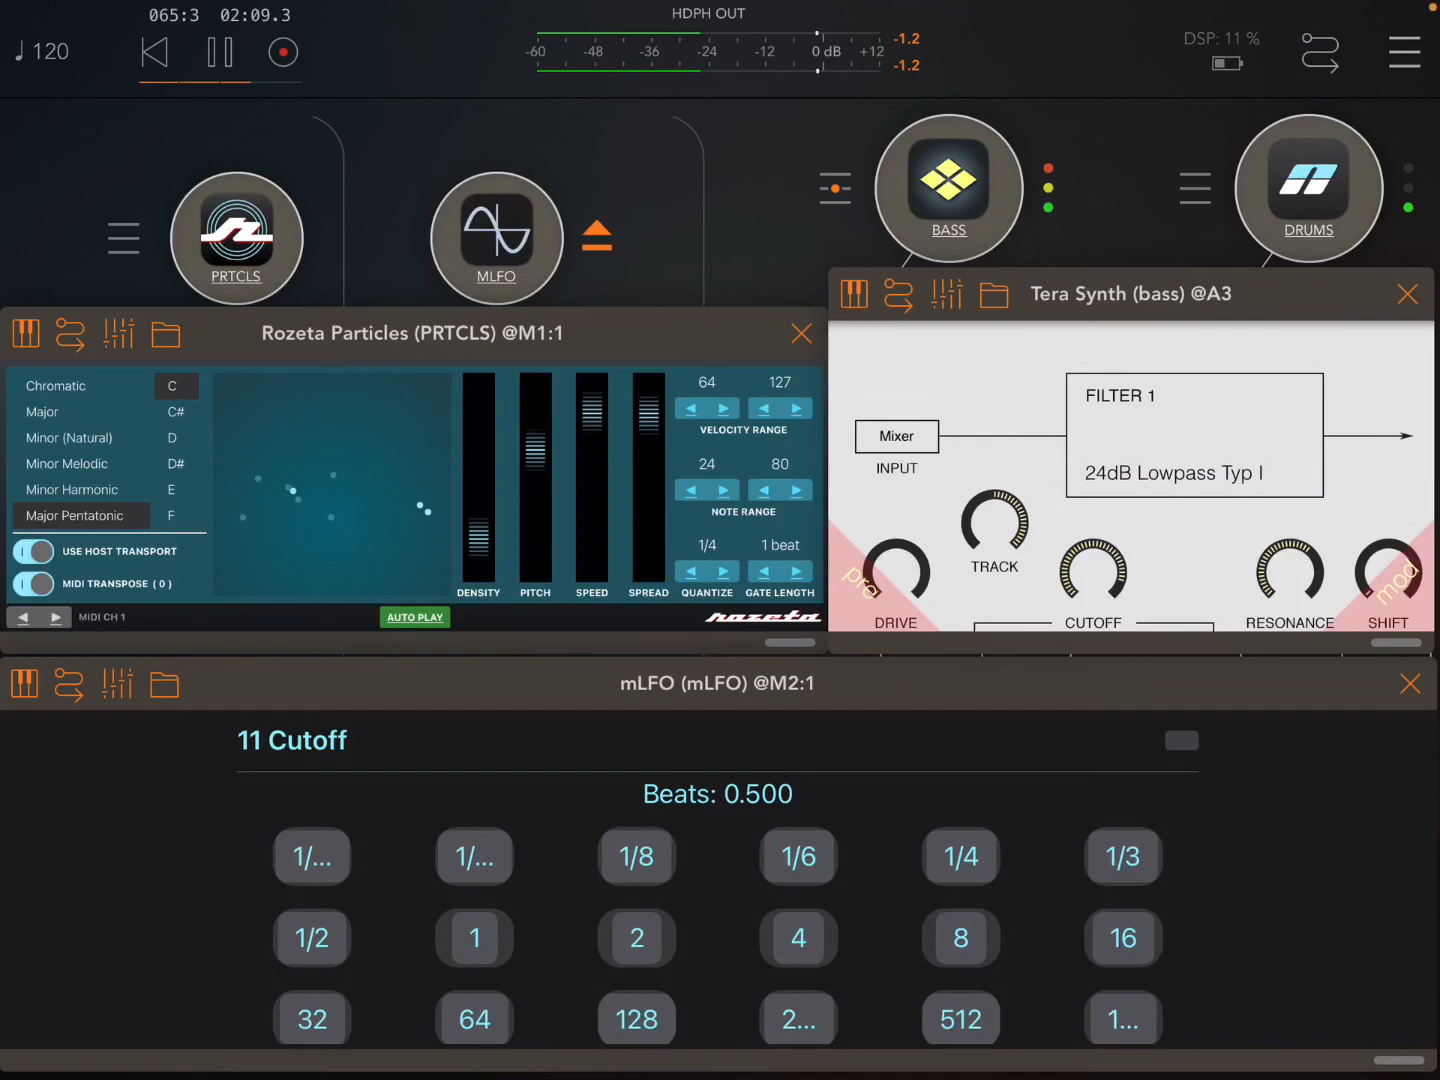 065:3 02:09.3
HDPH OUT
120
-60 -48 -36 -24 -12 0 dB +12
-1.2
-1.2
DSP: 11 %
PRTCLS
MLFO
BASS
DRUMS
Tera Synth (bass) @A3
Rozeta Particles (PRTCLS) @M1:1
Chromatic C
Major C#
Minor (Natural) D
Minor Melodic D#
Minor Harmonic E
Major Pentatonic F
USE HOST TRANSPORT
MIDI TRANSPOSE ( 0 )
MIDI CH 1
AUTO PLAY
DENSITY PITCH SPEED SPREAD
64 127
VELOCITY RANGE
24 80
NOTE RANGE
1/4 1 beat
QUANTIZE GATE LENGTH
rozeta
FILTER 1
24dB Lowpass Typ I
Mixer
INPUT
TRACK
pre
mod
DRIVE CUTOFF RESONANCE SHIFT
mLFO (mLFO) @M2:1
11 Cutoff
Beats: 0.500
1/... 1/... 1/8 1/6 1/4 1/3
1/2 1 2 4 8 16
32 64 128 2... 512 1...